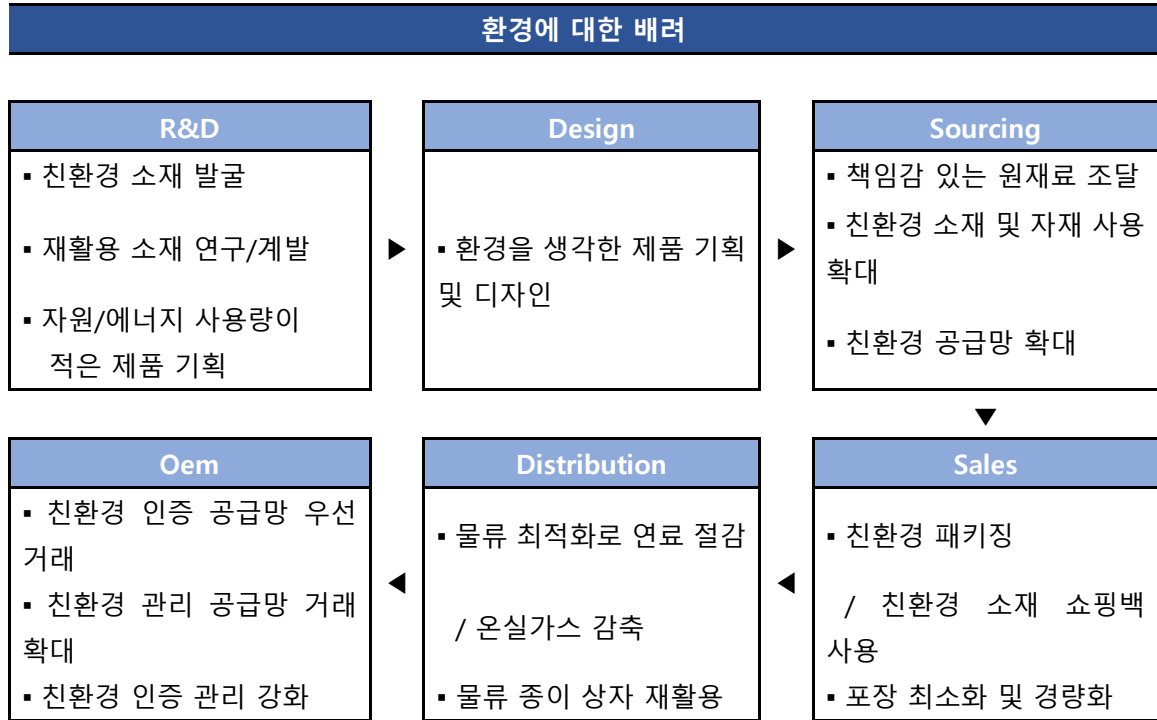 환경에 대한 배려
R&D
▪ 친환경 소재 발굴
▪ 재활용 소재 연구/계발
▪ 자원/에너지 사용량이
적은 제품 기획
▶
Design
▪ 환경을 생각한 제품 기획
및 디자인
▶
Sourcing
▪ 책임감 있는 원재료 조달
▪ 친환경 소재 및 자재 사용
확대
▪ 친환경 공급망 확대
▼
Oem
▪ 친환경 인증 공급망 우선
거래
▪ 친환경 관리 공급망 거래
확대
▪ 친환경 인증 관리 강화
◀
Distribution
▪ 물류 최적화로 연료 절감
/ 온실가스 감축
▪ 물류 종이 상자 재활용
◀
Sales
▪ 친환경 패키징
/ 친환경 소재 쇼핑백
사용
▪ 포장 최소화 및 경량화